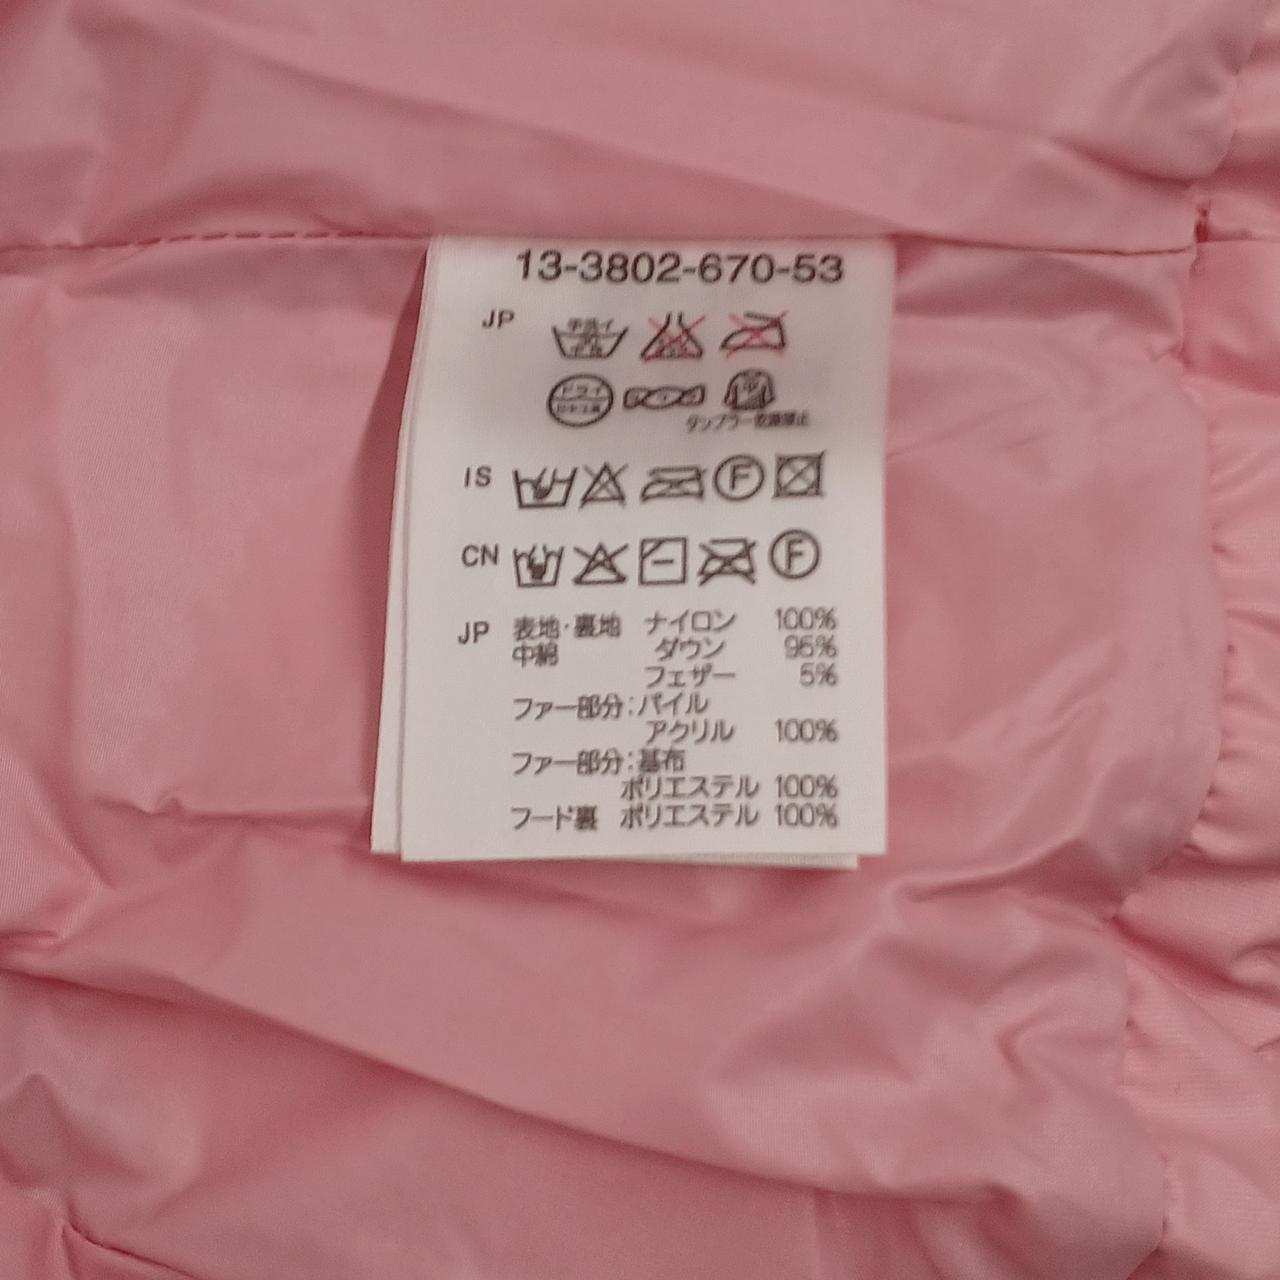 13-3802-670-53
JP
手洗イ
ドライ
タンブラー乾燥禁止
IS F
CN F
JP 表地・裏地 ナイロン 100%
中綿 ダウン 95%
フェザー 5%
ファー部分:パイル
アクリル 100%
ファー部分:基布
ポリエステル 100%
フード裏 ポリエステル 100%